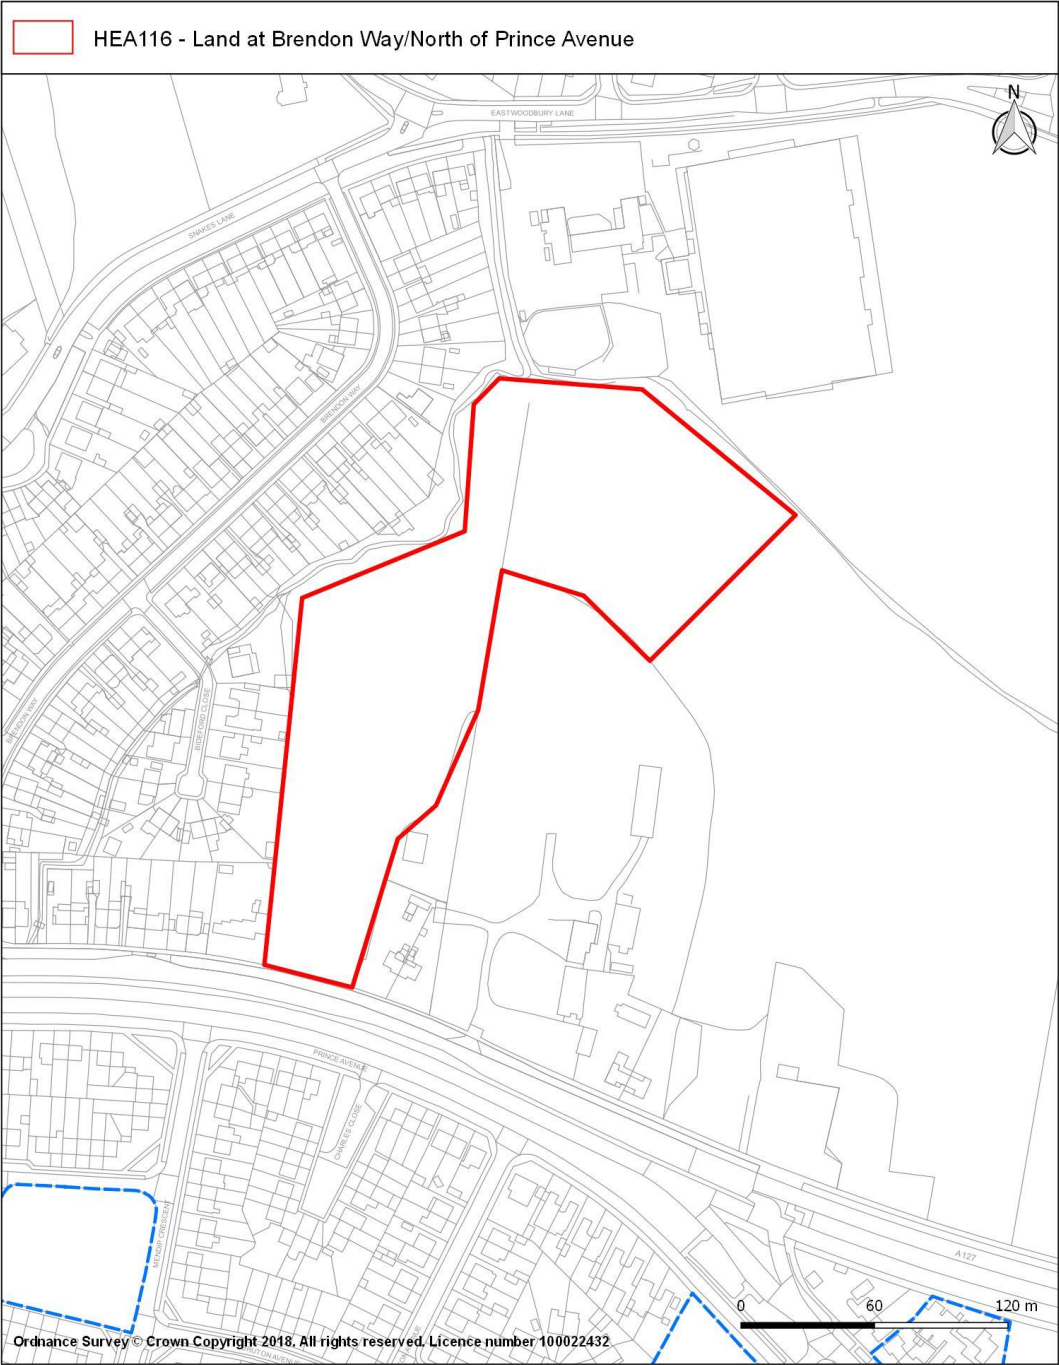 HEA116 - Land at Brendon Way/North of Prince Avenue
N
EASTWOODBURY LANE
SNAKES LANE
BRENDON WAY
BRENDON WAY
BIDEFORD CLOSE
PRINCE AVENUE
CHARLES CLOSE
MENDIP CRESCENT
A127
0 60 120 m
Ordnance Survey © Crown Copyright 2018. All rights reserved. Licence number 100022432